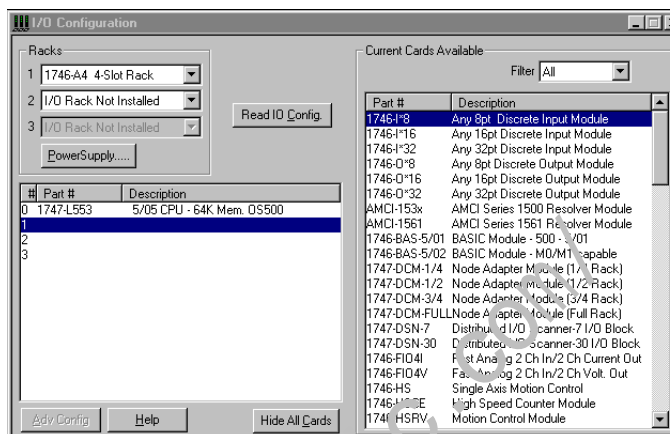 I/O Configuration
Racks
1 1746-A4 4-Slot Rack
2 I/O Rack Not Installed
3 I/O Rack Not Installed
PowerSupply.....
Read IO Config.
# Part # Description
0 1747-L553 5/05 CPU - 64K Mem. OS500
1
2
3
Adv Config
Help
Hide All Cards
Current Cards Available
Filter All
Part # Description
1746-I*8 Any 8pt Discrete Input Module
1746-I*16 Any 16pt Discrete Input Module
1746-I*32 Any 32pt Discrete Input Module
1746-O*8 Any 8pt Discrete Output Module
1746-O*16 Any 16pt Discrete Output Module
1746-O*32 Any 32pt Discrete Output Module
AMCI-153x AMCI Series 1500 Resolver Module
AMCI-1561 AMCI Series 1561 Resolver Module
1746-BAS-5/01 BASIC Module - 500 -
1746-BAS-5/02 BASIC Module - M0/M1 capable
1747-DCM-1/4 Node Adapter Module (1/4 Rack)
1747-DCM-1/2 Node Adapter Module (1/2 Rack)
1747-DCM-3/4 Node Adapter Module (3/4 Rack)
1747-DCM-FULL Node Adapter Module (Full Rack)
1747-DSN-7 Distributed I/O Scanner-7 I/O Block
1747-DSN-30 Distributed I/O Scanner-30 I/O Block
1746-FIO4I Fast Analog 2 Ch In/2 Ch Current Out
1746-FIO4V Fast Analog 2 Ch In/2 Ch Volt. Out
1746-HS Single Axis Motion Control
1746-HSCE High Speed Counter Module
1746-HSRV Motion Control Module